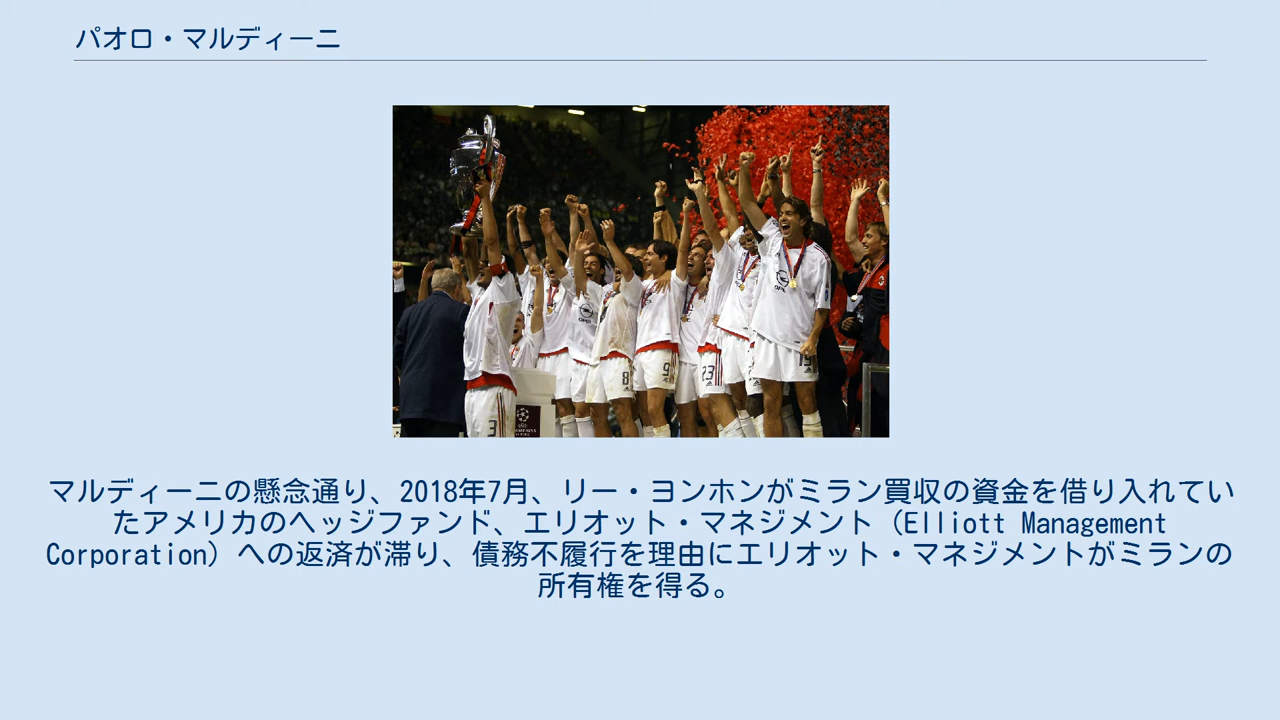 パオロ・マルディーニ
OPEL
OPEL
8
9
23
3
マルディーニの懸念通り、2018年7月、リー・ヨンホンがミラン買収の資金を借り入れてい
たアメリカのヘッジファンド、エリオット・マネジメント（Elliott Management
Corporation）への返済が滞り、債務不履行を理由にエリオット・マネジメントがミランの
所有権を得る。